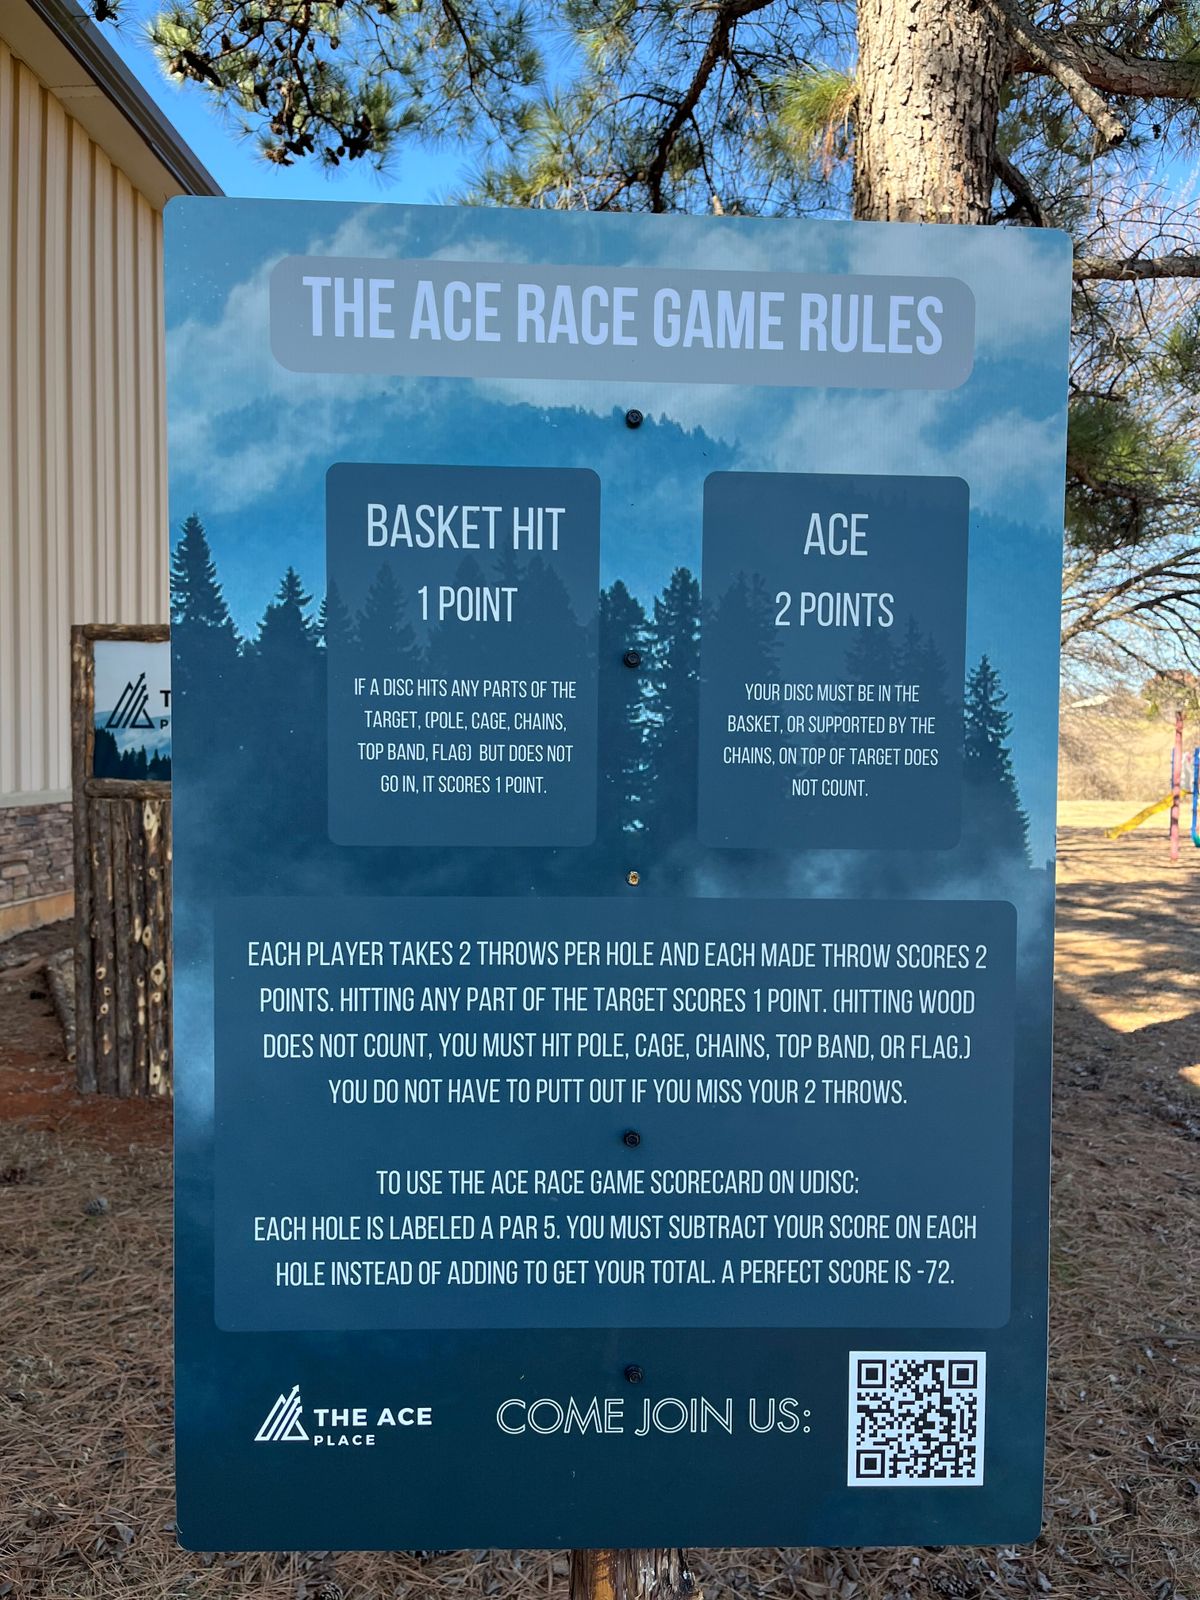 THE ACE RACE GAME RULES
BASKET HIT
1 POINT
IF A DISC HITS ANY PARTS OF THE
TARGET, (POLE, CAGE, CHAINS,
TOP BAND, FLAG) BUT DOES NOT
GO IN, IT SCORES 1 POINT.
ACE
2 POINTS
YOUR DISC MUST BE IN THE
BASKET, OR SUPPORTED BY THE
CHAINS, ON TOP OF TARGET DOES
NOT COUNT.
EACH PLAYER TAKES 2 THROWS PER HOLE AND EACH MADE THROW SCORES 2
POINTS. HITTING ANY PART OF THE TARGET SCORES 1 POINT. (HITTING WOOD
DOES NOT COUNT, YOU MUST HIT POLE, CAGE, CHAINS, TOP BAND, OR FLAG.)
YOU DO NOT HAVE TO PUTT OUT IF YOU MISS YOUR 2 THROWS.
TO USE THE ACE RACE GAME SCORECARD ON UDISC:
EACH HOLE IS LABELED A PAR 5. YOU MUST SUBTRACT YOUR SCORE ON EACH
HOLE INSTEAD OF ADDING TO GET YOUR TOTAL. A PERFECT SCORE IS -72.
THE ACE
PLACE
COME JOIN US: